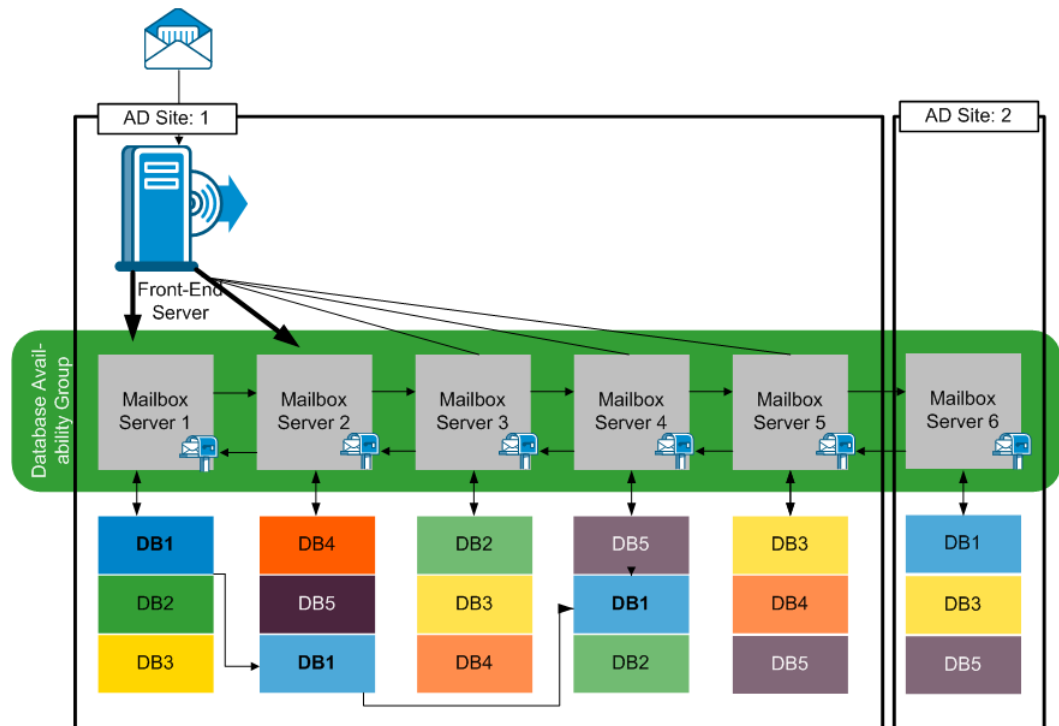 AD Site: 1
AD Site: 2
Front-End
Server
Database Avail-
ability Group
Mailbox
Server 1
Mailbox
Server 2
Mailbox
Server 3
Mailbox
Server 4
Mailbox
Server 5
Mailbox
Server 6
DB1
DB2
DB3
DB4
DB5
DB1
DB2
DB3
DB4
DB5
DB1
DB2
DB3
DB4
DB5
DB1
DB3
DB5